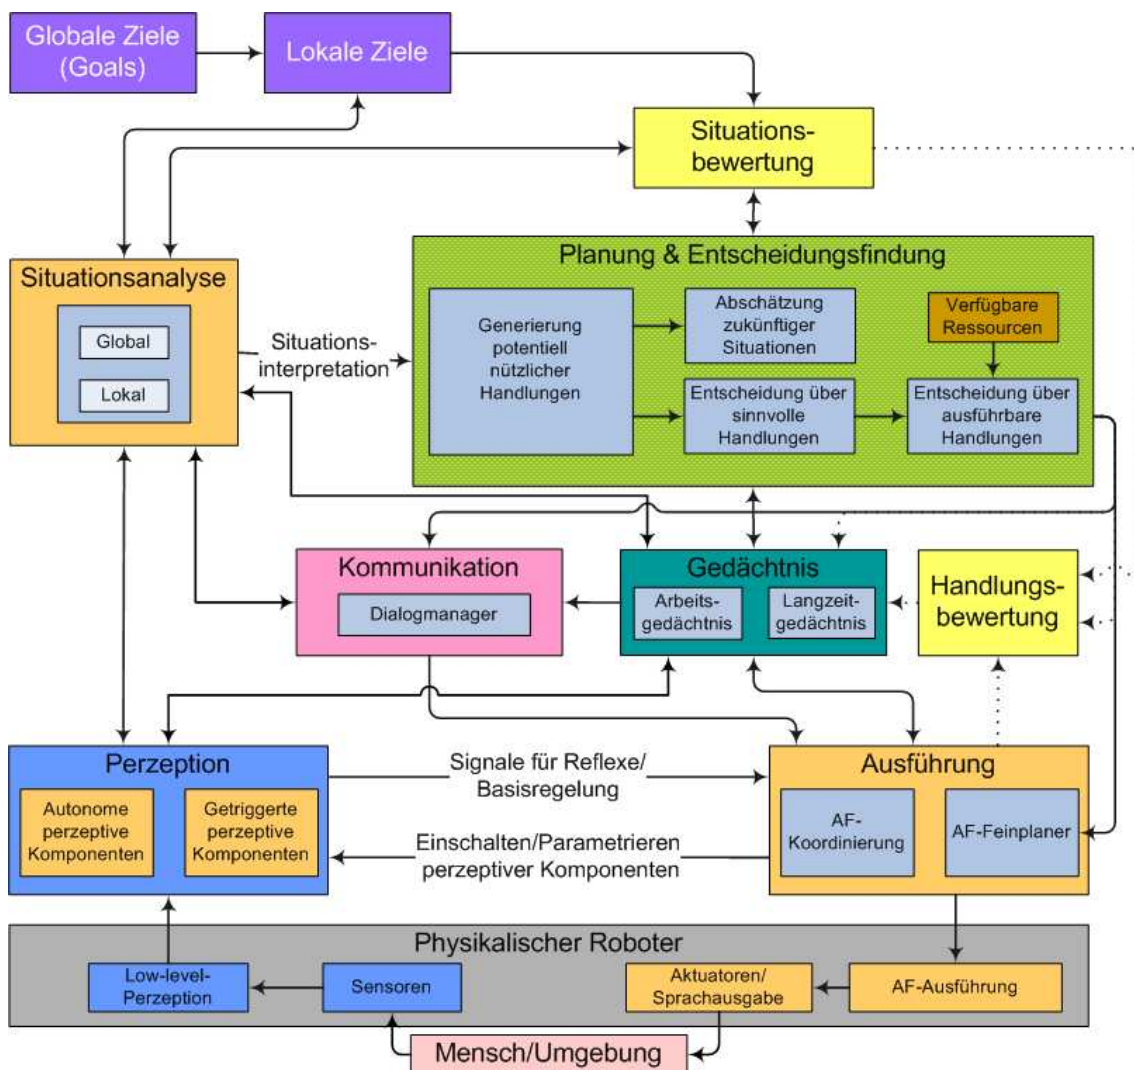 Globale Ziele
(Goals)
Lokale Ziele
Situations-
bewertung
Situationsanalyse
Global
Lokal
Situations-
interpretation
Planung & Entscheidungsfindung
Generierung
potentiell
nützlicher
Handlungen
Abschätzung
zukünftiger
Situationen
Verfügbare
Ressourcen
Entscheidung über
sinnvolle
Handlungen
Entscheidung über
ausführbare
Handlungen
Kommunikation
Dialogmanager
Gedächtnis
Arbeits-
gedächtnis
Langzeit-
gedächtnis
Handlungs-
bewertung
Perzeption
Autonome
perzeptive
Komponenten
Getriggerte
perzeptive
Komponenten
Signale für Reflexe/
Basisregelung
Einschalten/Parametrieren
perzeptiver Komponenten
Ausführung
AF-
Koordinierung
AF-Feinplaner
Physikalischer Roboter
Low-level-
Perzeption
Sensoren
Aktuatoren/
Sprachausgabe
AF-Ausführung
Mensch/Umgebung